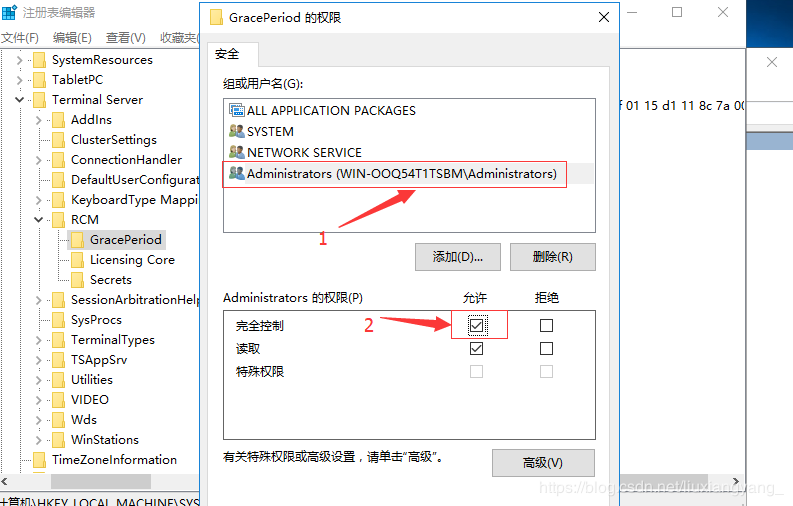 注册表编辑器
文件(F) 编辑(E) 查看(V) 收藏夹(
SystemResources
TabletPC
Terminal Server
AddIns
ClusterSettings
ConnectionHandler
DefaultUserConfigurat
KeyboardType Mappi
RCM
GracePeriod
Licensing Core
Secrets
SessionArbitrationHelp
SysProcs
TerminalTypes
TSAppSrv
Utilities
VIDEO
Wds
WinStations
TimeZoneInformation
计算机\HKEY_LOCAL_MACHINE\SYS
GracePeriod 的权限
安全
组或用户名(G):
ALL APPLICATION PACKAGES
SYSTEM
NETWORK SERVICE
Administrators (WIN-OOQ54T1TSBM\Administrators)
1
添加(D)...
删除(R)
Administrators 的权限(P) 允许 拒绝
完全控制
2
读取
特殊权限
有关特殊权限或高级设置，请单击“高级”。
高级(V)
f 01 15 d1 11 8c 7a 00
https://blog.csdn.net/liuxiangyang_